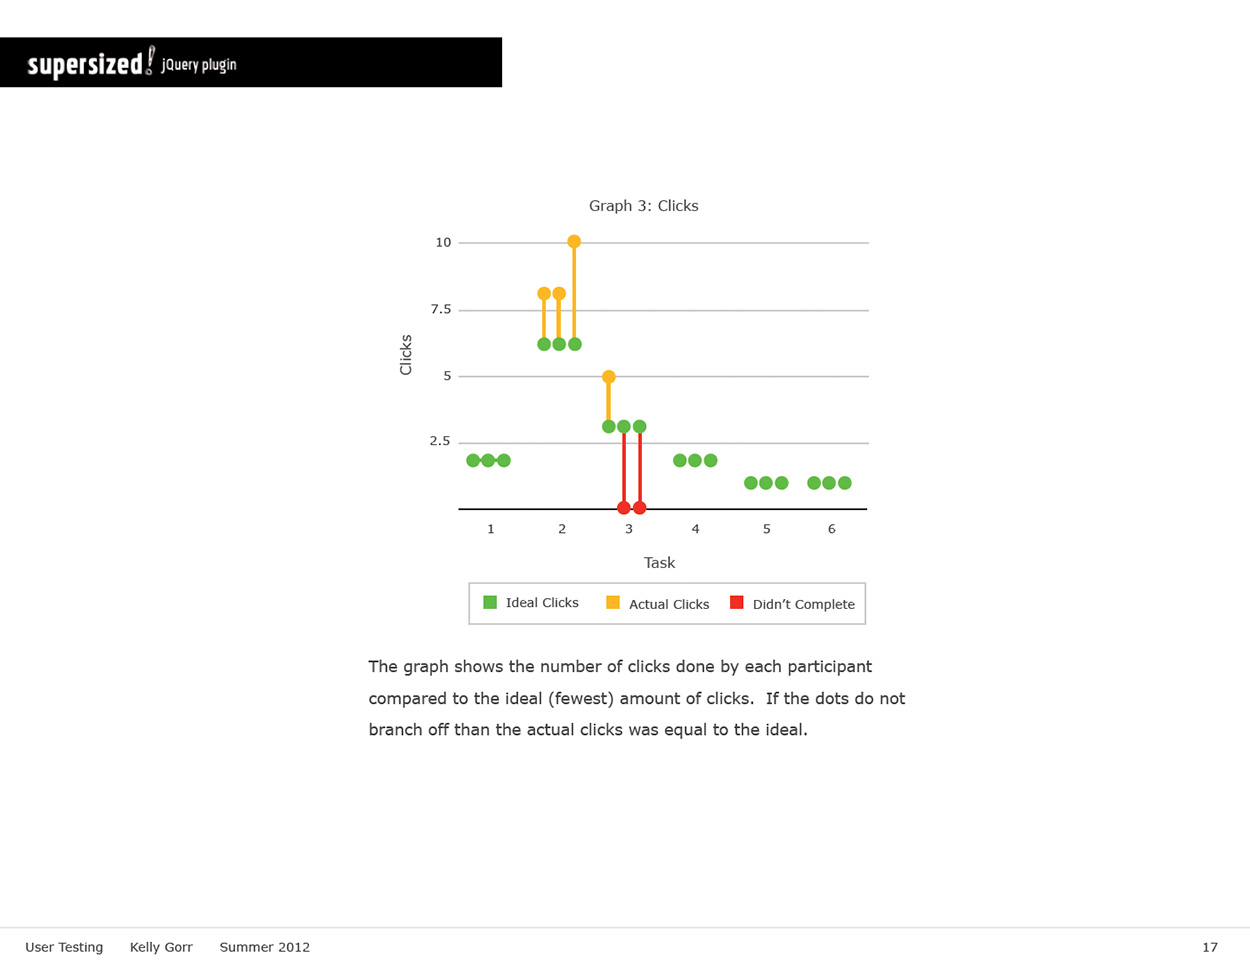 supersized! jQuery plugin
Graph 3: Clicks
10
7.5
5
2.5
Clicks
1 2 3 4 5 6
Task
Ideal Clicks Actual Clicks Didn’t Complete
The graph shows the number of clicks done by each participant
compared to the ideal (fewest) amount of clicks.  If the dots do not
branch off than the actual clicks was equal to the ideal.
User Testing Kelly Gorr Summer 2012 17